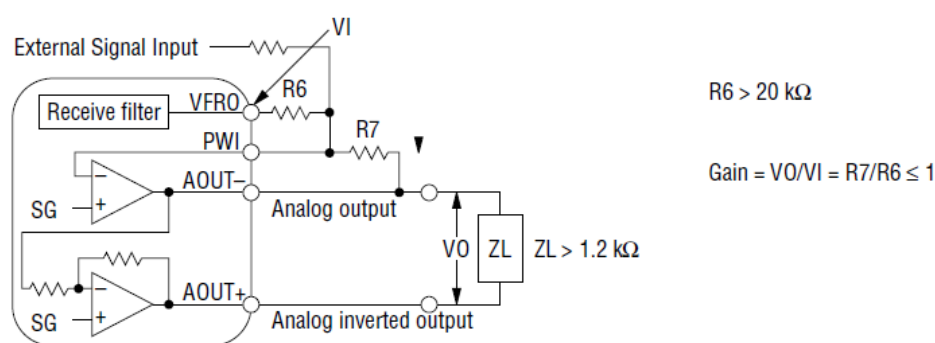 VI
External Signal Input
R6
VFRO
Receive filter
R6 > 20 kΩ
PWI
R7
Gain = VO/VI = R7/R6 ≤ 1
−
AOUT−
SG
+
Analog output
VO
ZL
ZL > 1.2 kΩ
−
AOUT+
SG
+
Analog inverted output